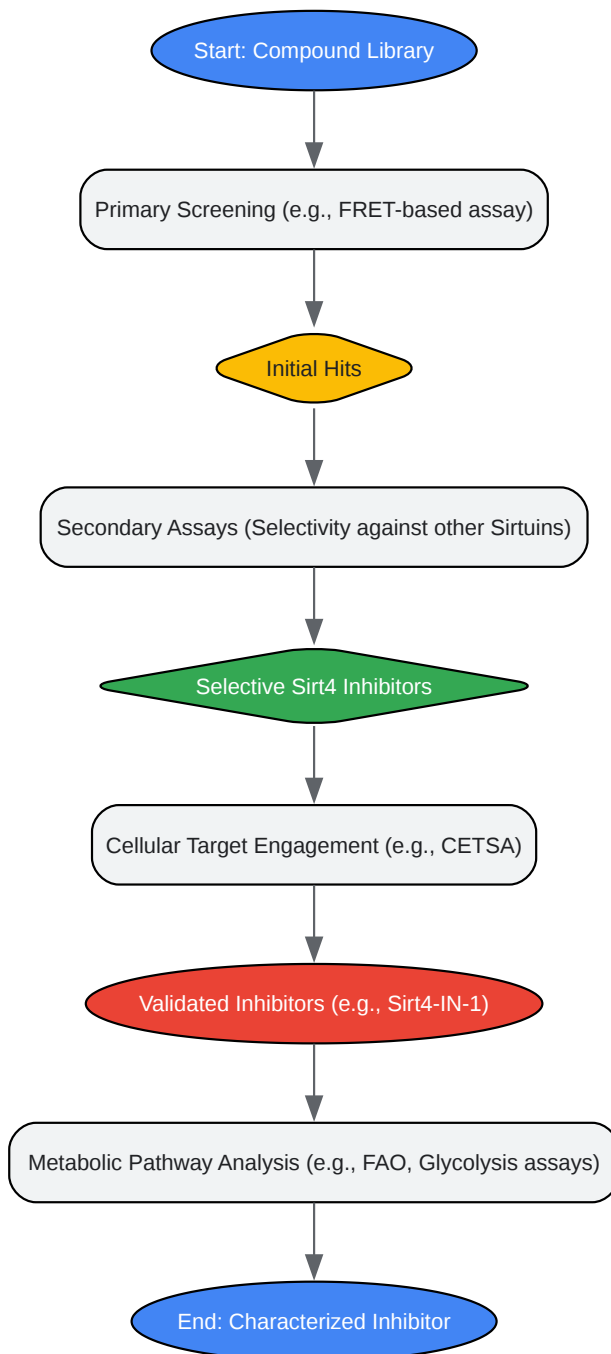 Start: Compound Library
Primary Screening (e.g., FRET-based assay)
Initial Hits
Secondary Assays (Selectivity against other Sirtuins)
Selective Sirt4 Inhibitors
Cellular Target Engagement (e.g., CETSA)
Validated Inhibitors (e.g., Sirt4-IN-1)
Metabolic Pathway Analysis (e.g., FAO, Glycolysis assays)
End: Characterized Inhibitor